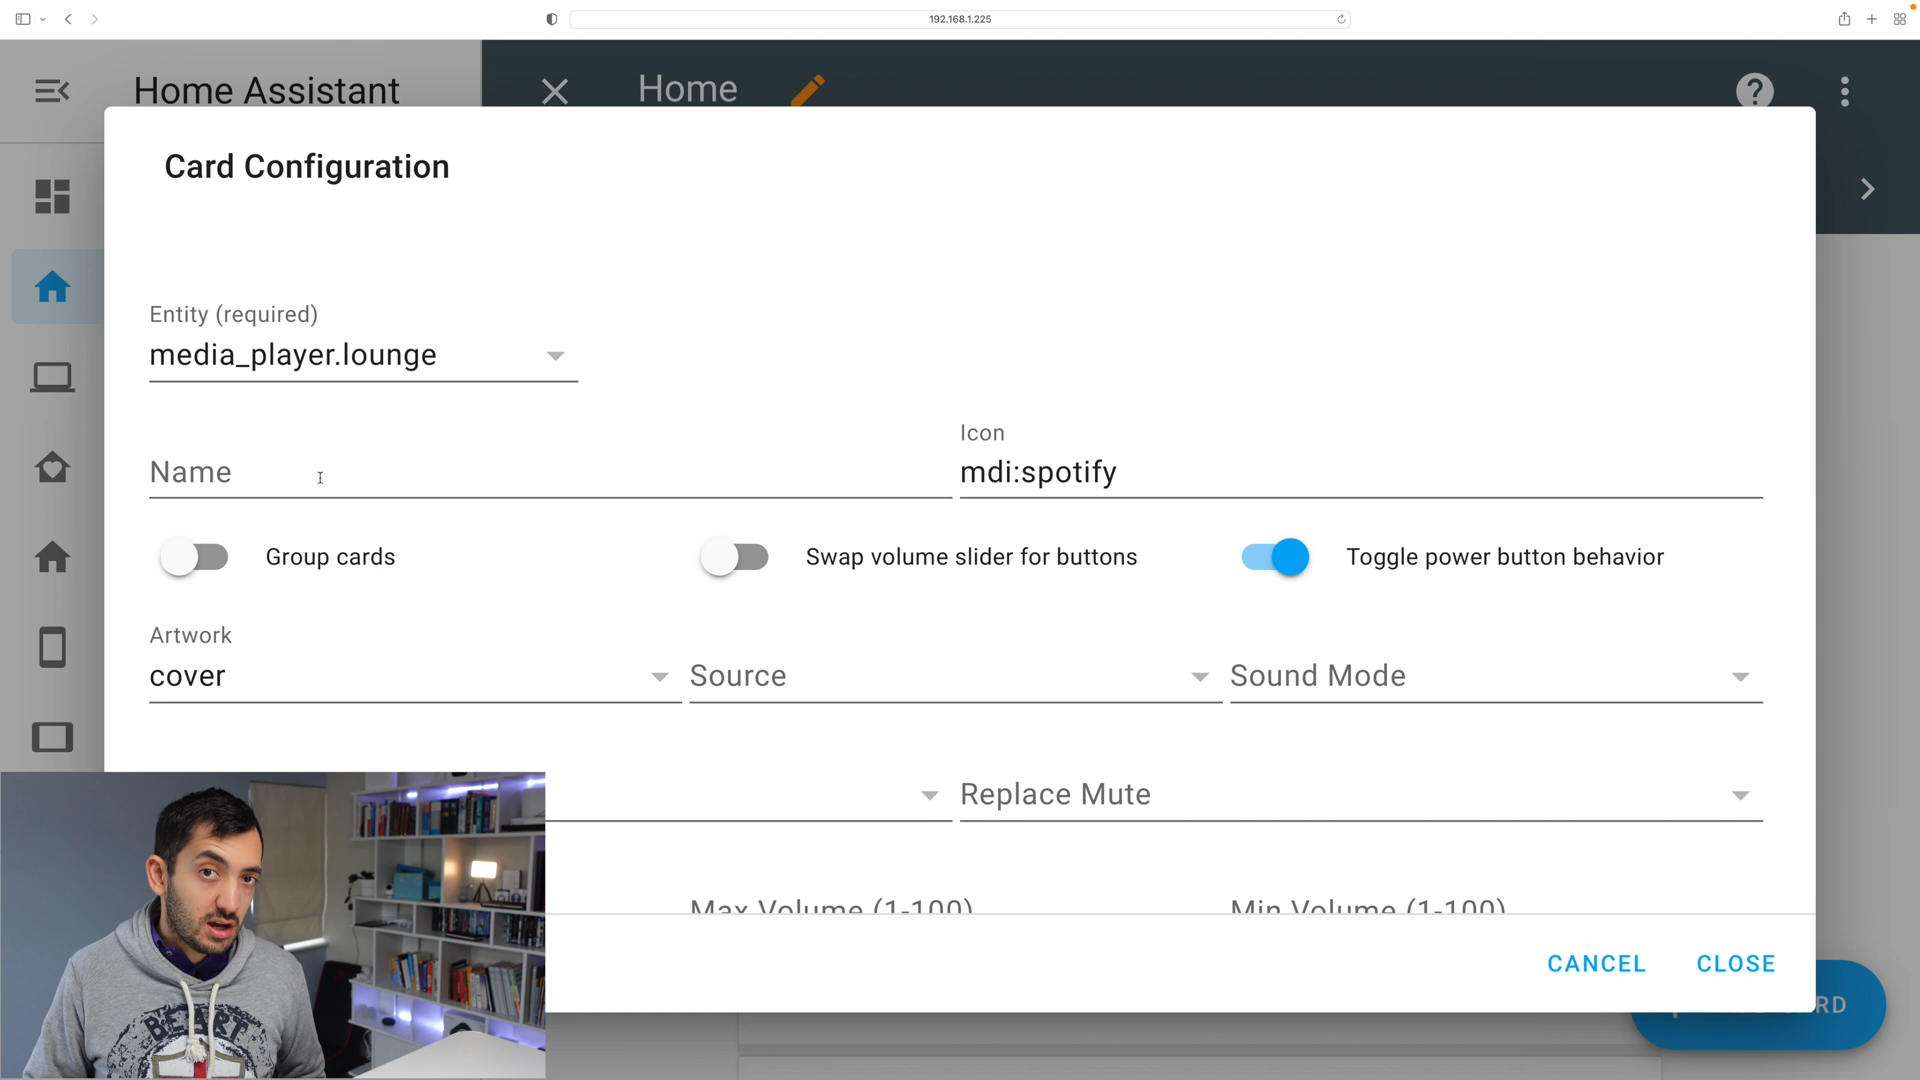 192.168.1.225
Home Assistant
Home
?
Card Configuration
Entity (required)
media_player.lounge
Name
Icon
mdi:spotify
Group cards
Swap volume slider for buttons
Toggle power button behavior
Artwork
cover
Source
Sound Mode
Replace Mute
Max Volume (1-100)
Min Volume (1-100)
CANCEL
CLOSE
RD